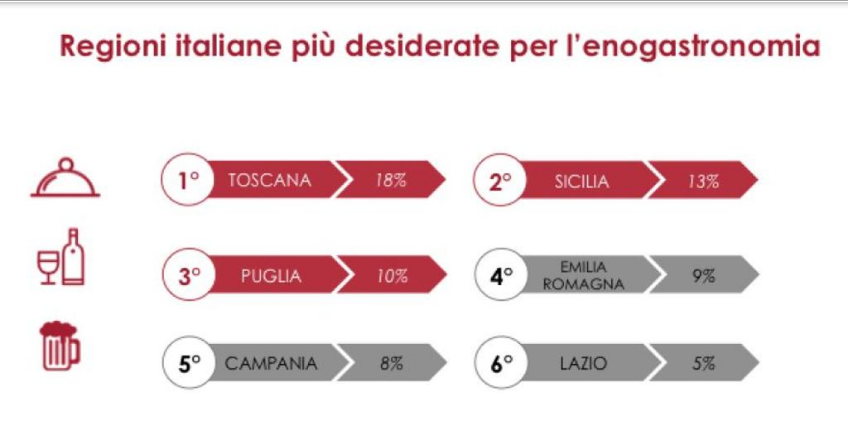 Regioni italiane più desiderate per l'enogastronomia
1° TOSCANA 18%
2° SICILIA 13%
3° PUGLIA 10%
4° EMILIA
ROMAGNA 9%
5° CAMPANIA 8%
6° LAZIO 5%